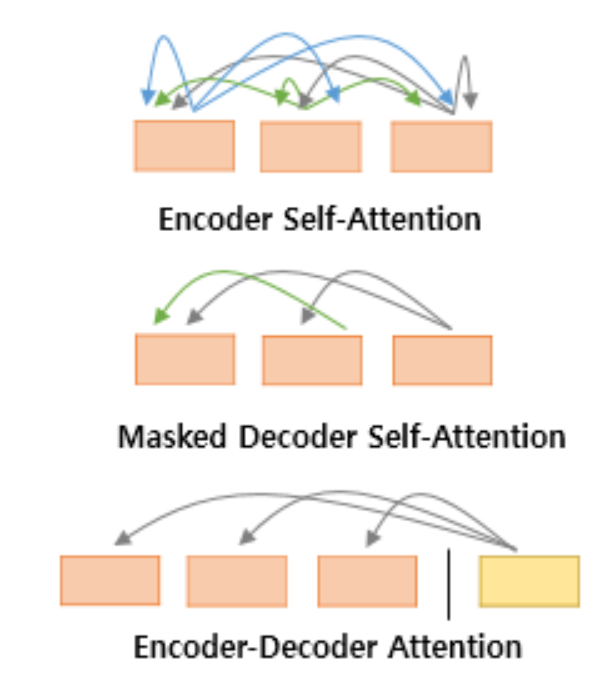 Encoder Self-Attention
Masked Decoder Self-Attention
Encoder-Decoder Attention